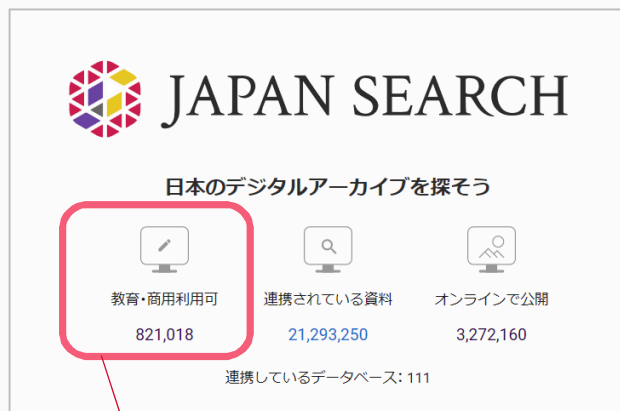 JAPAN SEARCH
日本のデジタルアーカイブを探そう
教育・商用利用可 連携されている資料 オンラインで公開
821,018 21,293,250 3,272,160
連携しているデータベース: 111